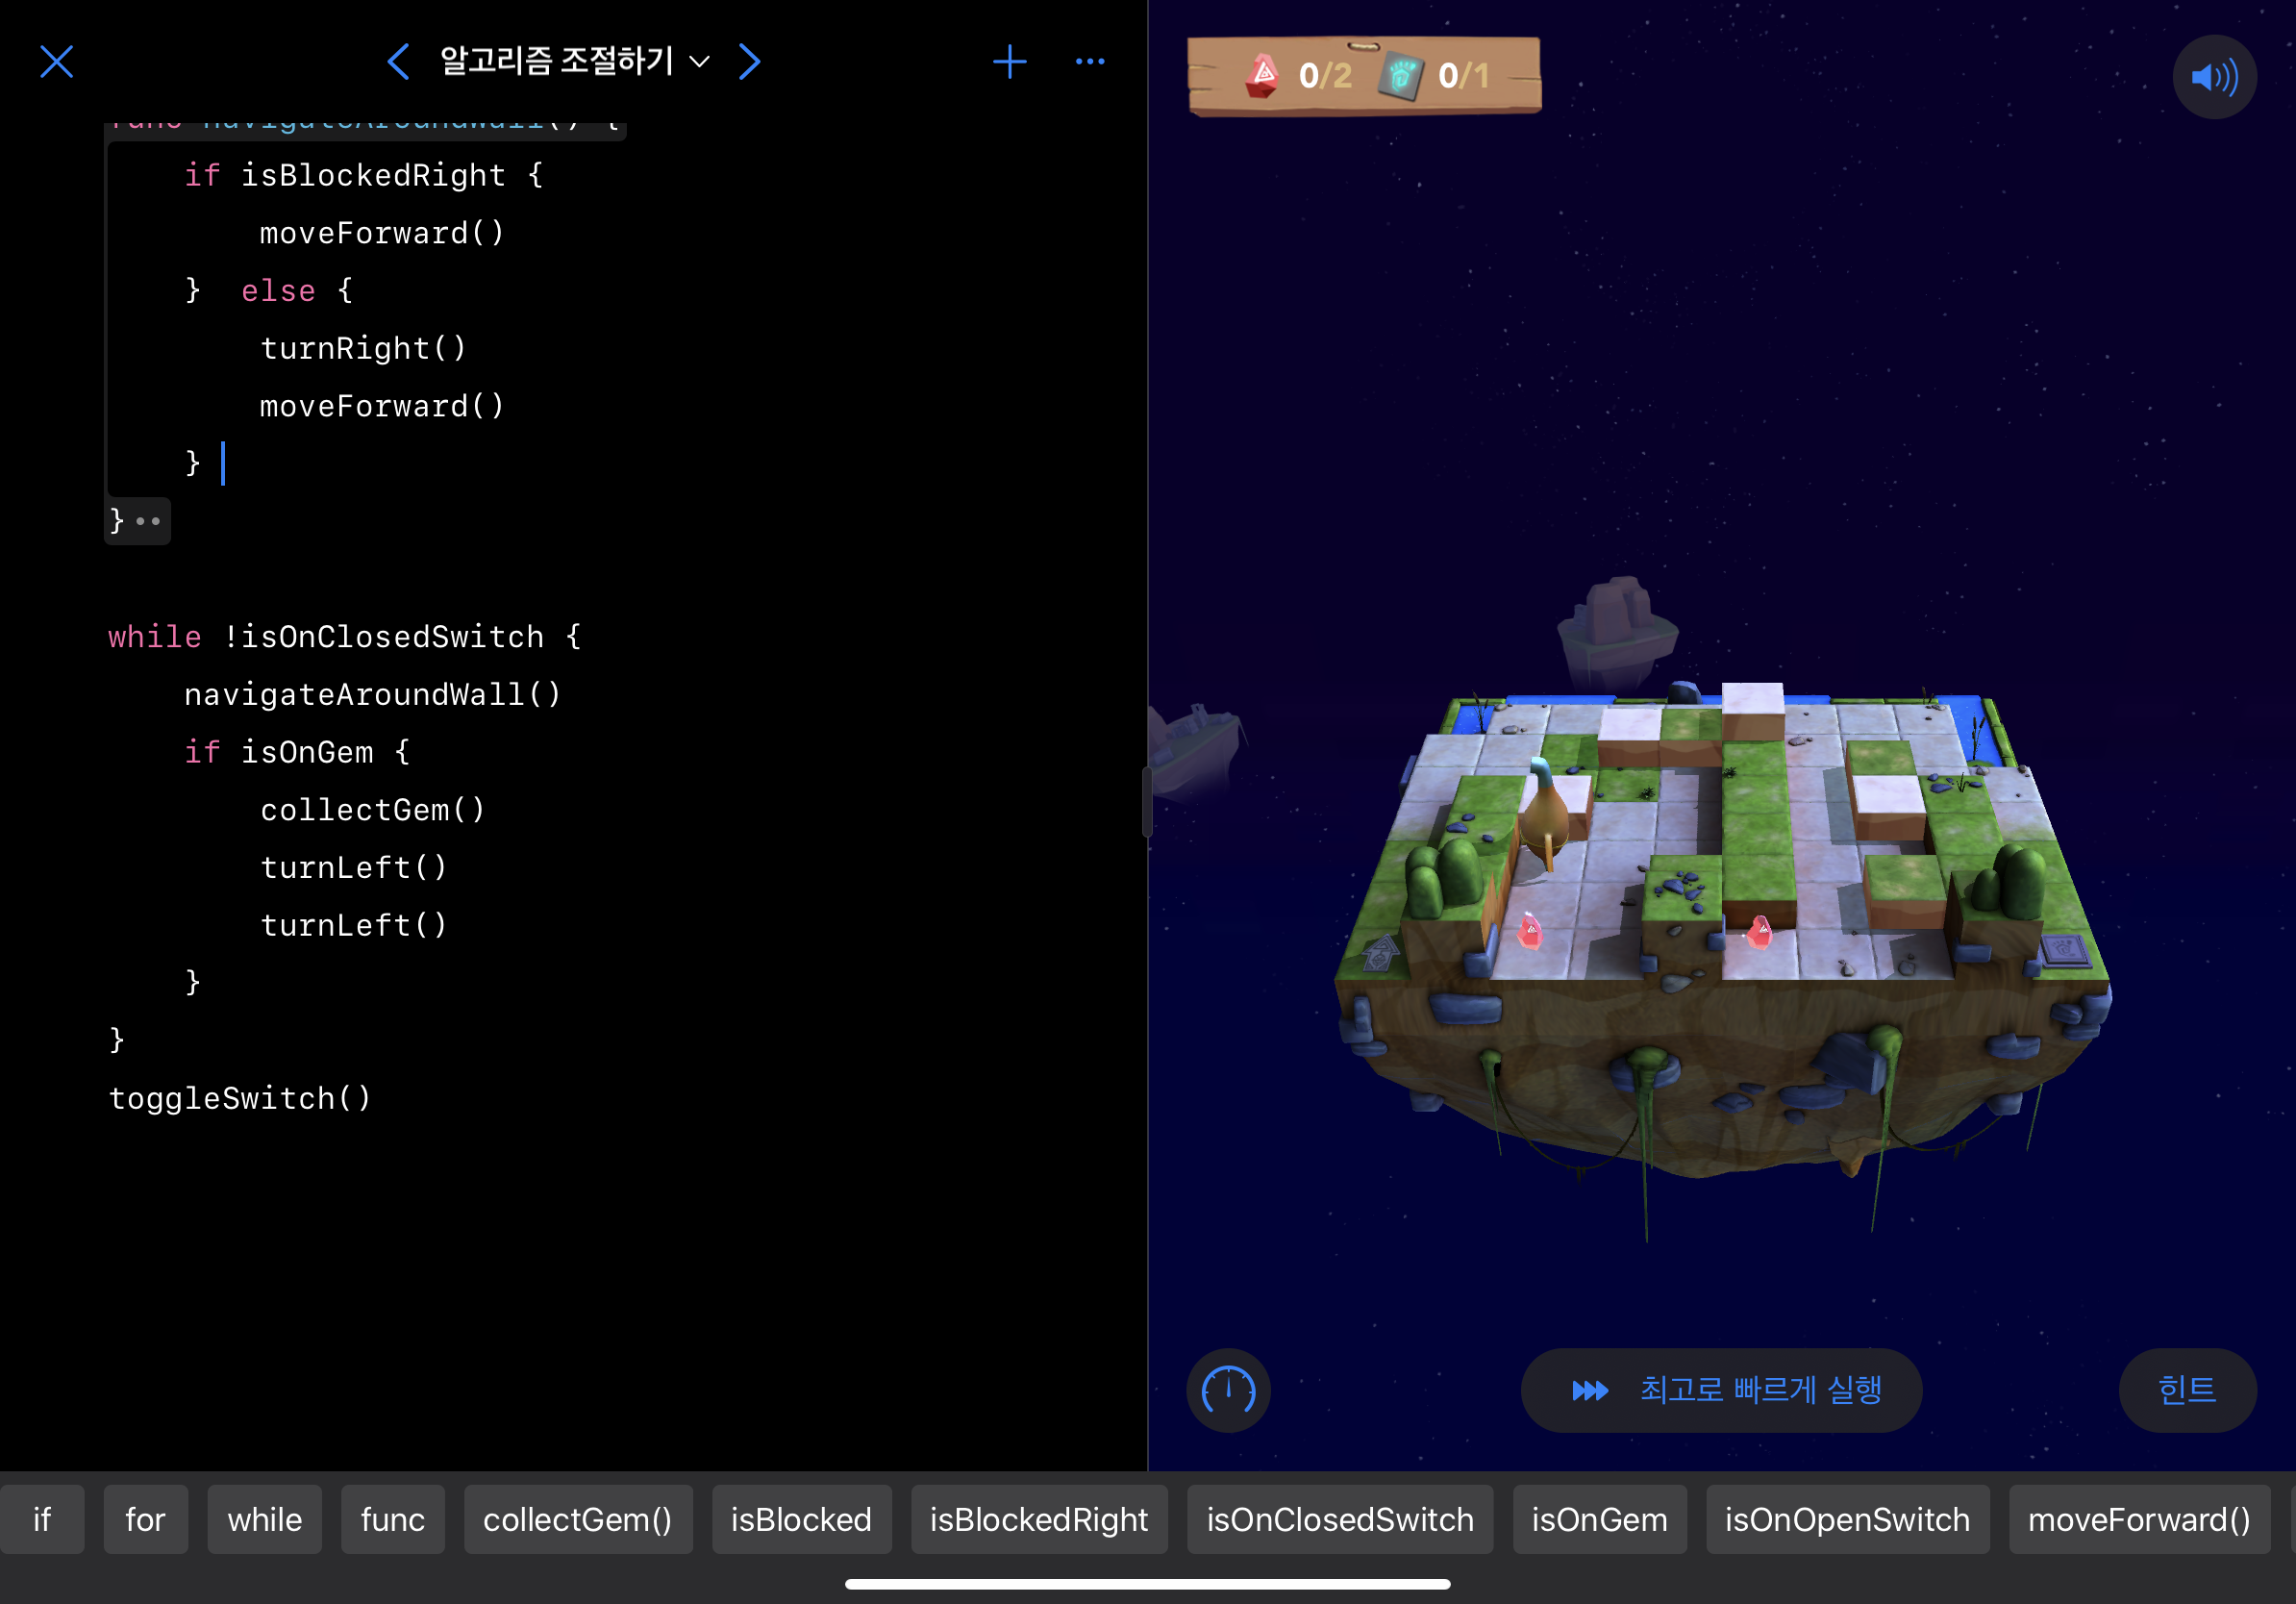 알고리즘 조절하기
func navigateAroundWall() {
if isBlockedRight {
moveForward()
} else {
turnRight()
moveForward()
}
}
while !isOnClosedSwitch {
navigateAroundWall()
if isOnGem {
collectGem()
turnLeft()
turnLeft()
}
}
toggleSwitch()
0/2
0/1
최고로 빠르게 실행
힌트
if
for
while
func
collectGem()
isBlocked
isBlockedRight
isOnClosedSwitch
isOnGem
isOnOpenSwitch
moveForward()